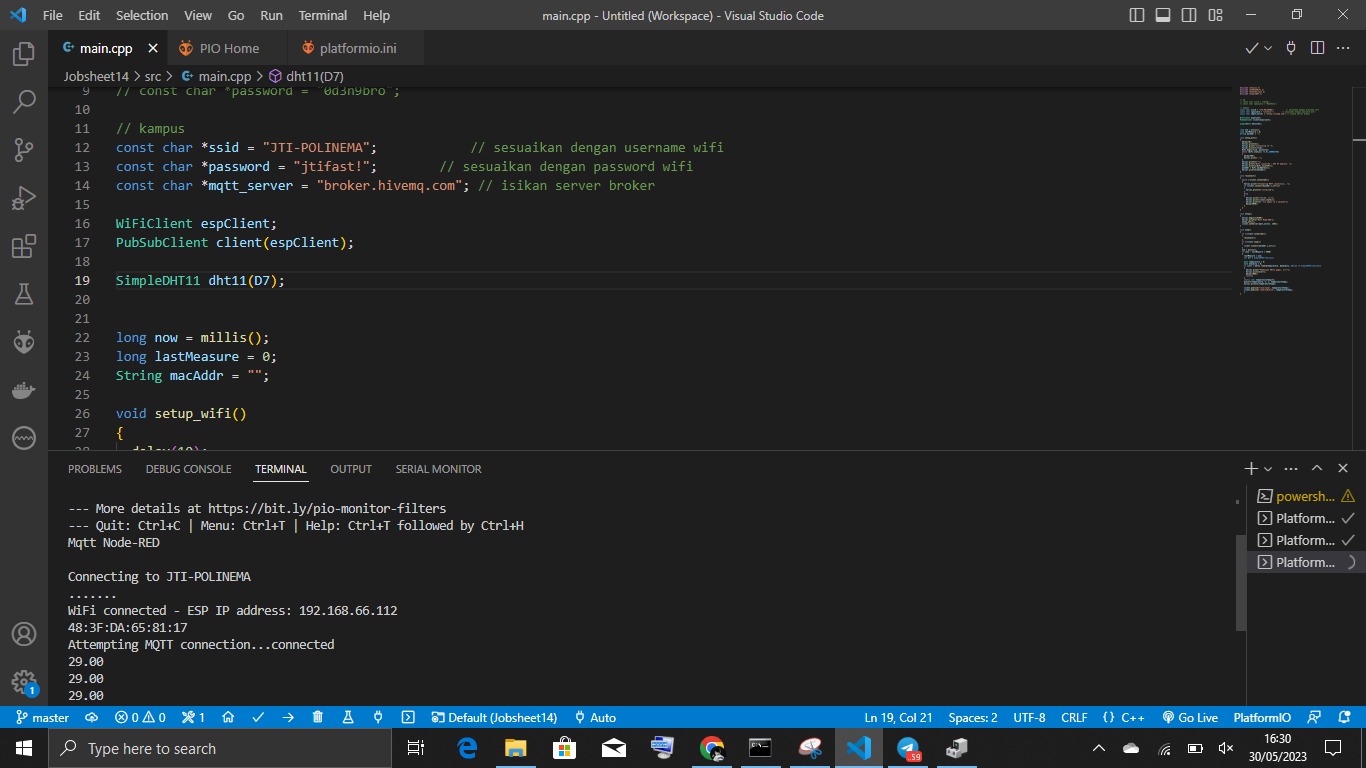 File Edit Selection View Go Run Terminal Help main.cpp - Untitled (Workspace) - Visual Studio Code
main.cpp PIO Home platformio.ini
Jobsheet14 > src > main.cpp > dht11(D7)
9 // const char *password = "0d3n9bro";
10
11 // kampus
12 const char *ssid = "JTI-POLINEMA"; // sesuaikan dengan username wifi
13 const char *password = "jtifast!"; // sesuaikan dengan password wifi
14 const char *mqtt_server = "broker.hivemq.com"; // isikan server broker
15
16 WiFiClient espClient;
17 PubSubClient client(espClient);
18
19 SimpleDHT11 dht11(D7);
20
21
22 long now = millis();
23 long lastMeasure = 0;
24 String macAddr = "";
25
26 void setup_wifi()
27 {
28 delay(10);
PROBLEMS DEBUG CONSOLE TERMINAL OUTPUT SERIAL MONITOR
--- More details at https://bit.ly/pio-monitor-filters
--- Quit: Ctrl+C | Menu: Ctrl+T | Help: Ctrl+T followed by Ctrl+H
Mqtt Node-RED
Connecting to JTI-POLINEMA
.......
WiFi connected - ESP IP address: 192.168.66.112
48:3F:DA:65:81:17
Attempting MQTT connection...connected
29.00
29.00
29.00
powersh...
Platform...
Platform...
Platform...
1
master 0 0 1 Default (Jobsheet14) Auto Ln 19, Col 21 Spaces: 2 UTF-8 CRLF {} C++ Go Live PlatformIO
Type here to search
59
16:30
30/05/2023